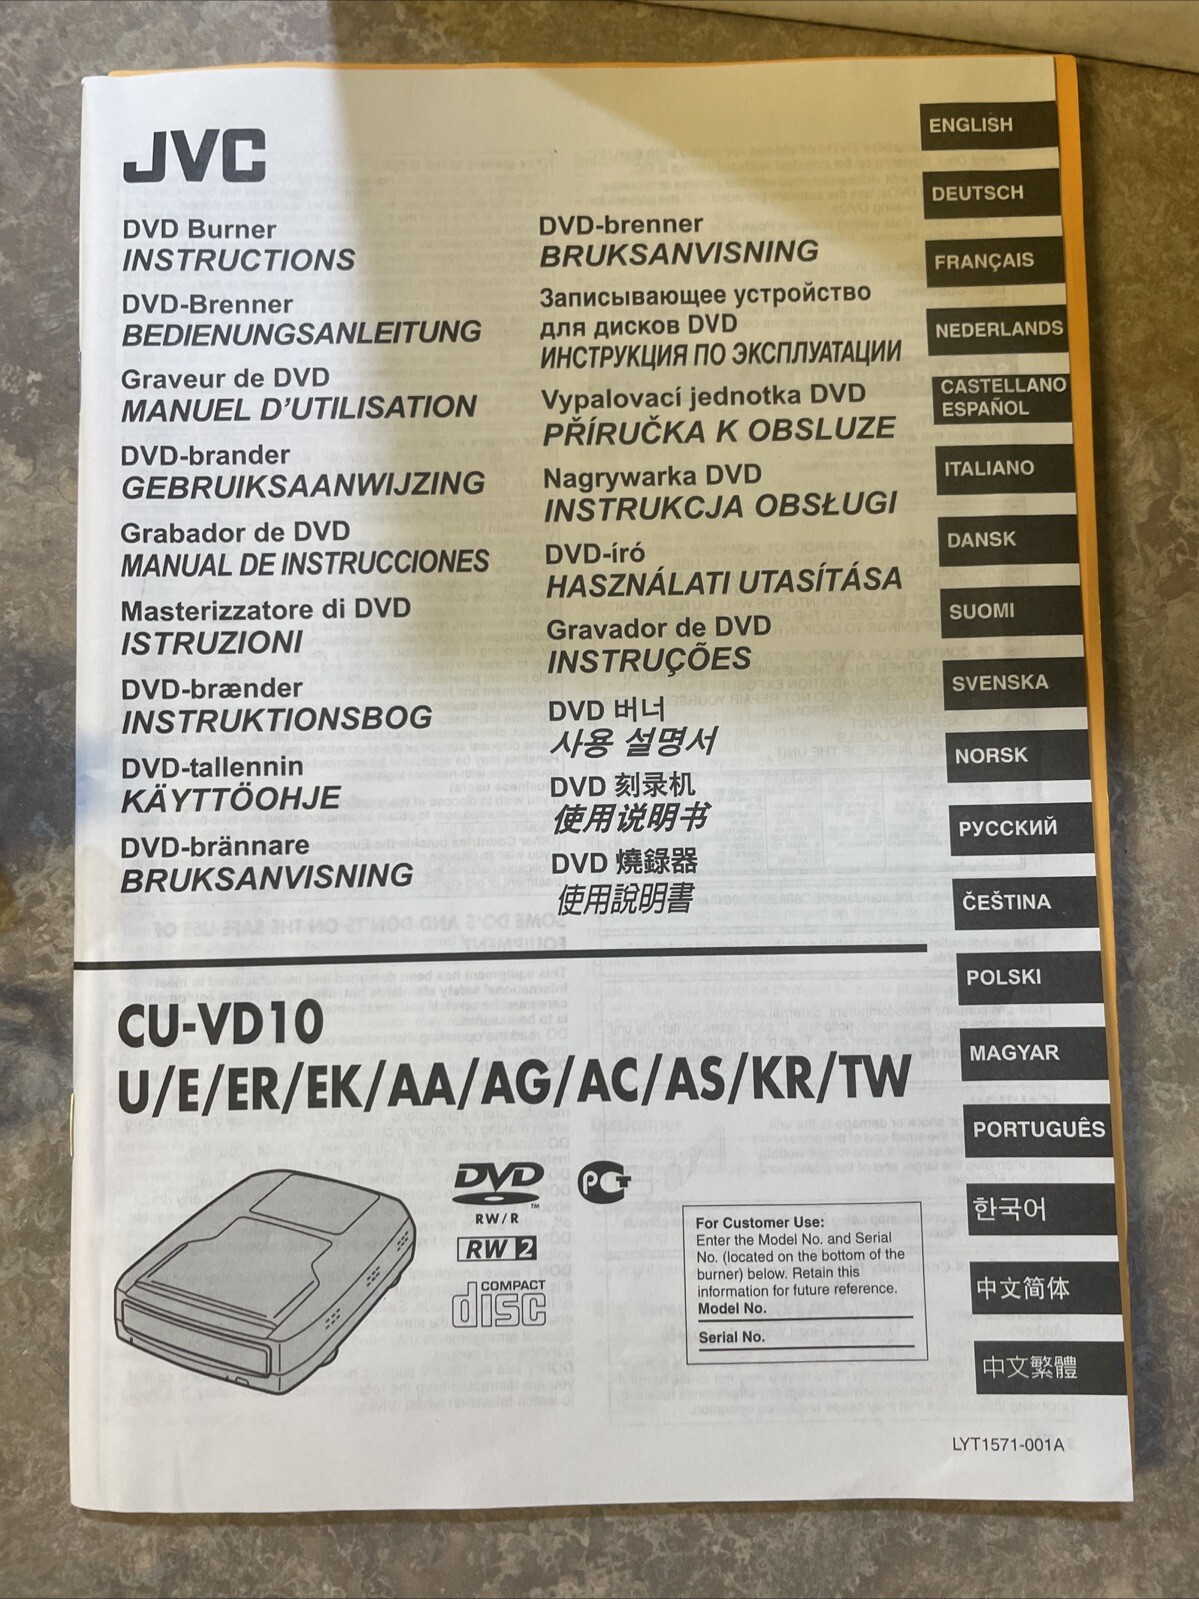 JVC
DVD Burner
INSTRUCTIONS
DVD-Brenner
BEDIENUNGSANLEITUNG
Graveur de DVD
MANUEL D'UTILISATION
DVD-brander
GEBRUIKSAANWIJZING
Grabador de DVD
MANUAL DE INSTRUCCIONES
Masterizzatore di DVD
ISTRUZIONI
DVD-brænder
INSTRUKTIONSBOG
DVD-tallennin
KÄYTTÖOHJE
DVD-brännare
BRUKSANVISNING
DVD-brenner
BRUKSANVISNING
Записывающее устройство
для дисков DVD
ИНСТРУКЦИЯ ПО ЭКСПЛУАТАЦИИ
Vypalovací jednotka DVD
PŘÍRUČKA K OBSLUZE
Nagrywarka DVD
INSTRUKCJA OBSŁUGI
DVD-író
HASZNÁLATI UTASÍTÁSA
Gravador de DVD
INSTRUÇÕES
DVD 버너
사용 설명서
DVD 刻录机
使用说明书
DVD 燒錄器
使用說明書
ENGLISH
DEUTSCH
FRANÇAIS
NEDERLANDS
CASTELLANO
ESPAÑOL
ITALIANO
DANSK
SUOMI
SVENSKA
NORSK
РУССКИЙ
ČEŠTINA
POLSKI
MAGYAR
PORTUGUÊS
한국어
中文简体
中文繁體
CU-VD10
U/E/ER/EK/AA/AG/AC/AS/KR/TW
DVD™
RW/R
RW 2
COMPACT
disc
PCT
For Customer Use:
Enter the Model No. and Serial
No. (located on the bottom of the
burner) below. Retain this
information for future reference.
Model No.
Serial No.
LYT1571-001A